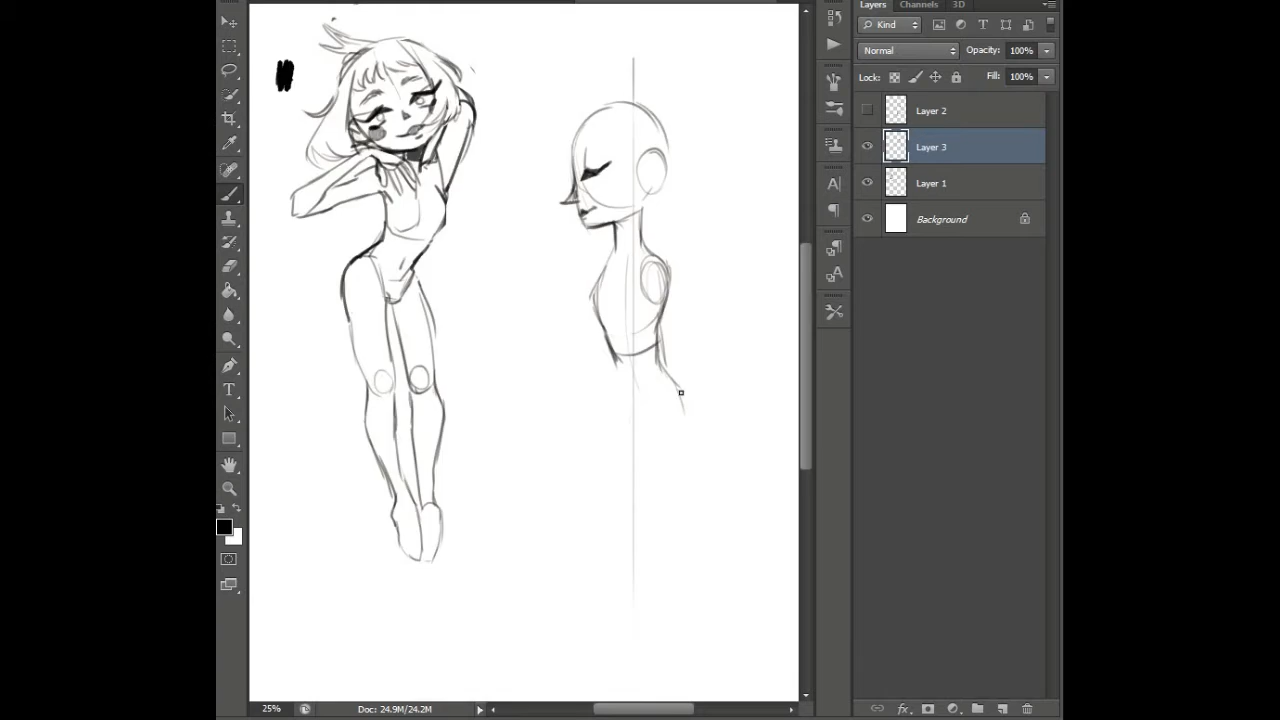 Layers Channels 3D
Kind
Normal Opacity: 100%
Lock: Fill: 100%
Layer 2
Layer 3
Layer 1
Background
25% Doc: 24.9M/24.2M